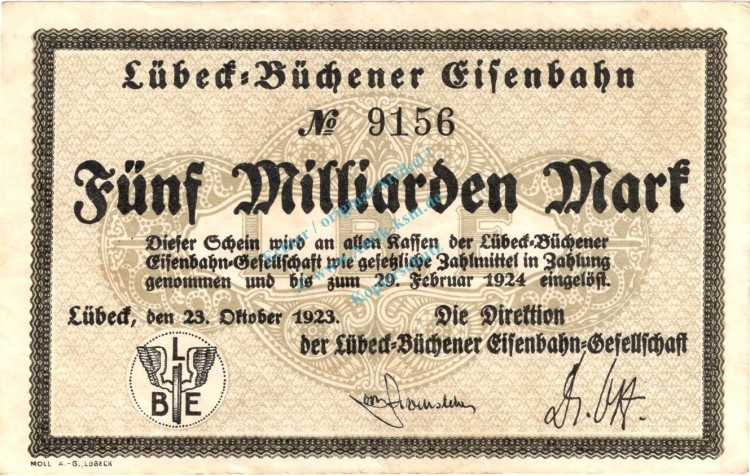 Lübeck-Büchener Eisenbahn
№ 9156
Fünf Milliarden Mark
Dieser Schein wird an allen Kassen der Lübeck-Büchener
Eisenbahn-Gesellschaft wie gesetzliche Zahlmittel in Zahlung
genommen und bis zum 29. Februar 1924 eingelöst.
Lübeck, den 23. Oktober 1923.
Die Direktion
der Lübeck-Büchener Eisenbahn-Gesellschaft
L
B E
MOLL A.-G., LÜBECK